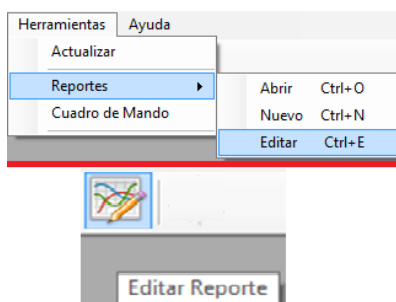 Herramientas Ayuda
Actualizar
Reportes Abrir Ctrl+O
Cuadro de Mando Nuevo Ctrl+N
Editar Ctrl+E
Editar Reporte